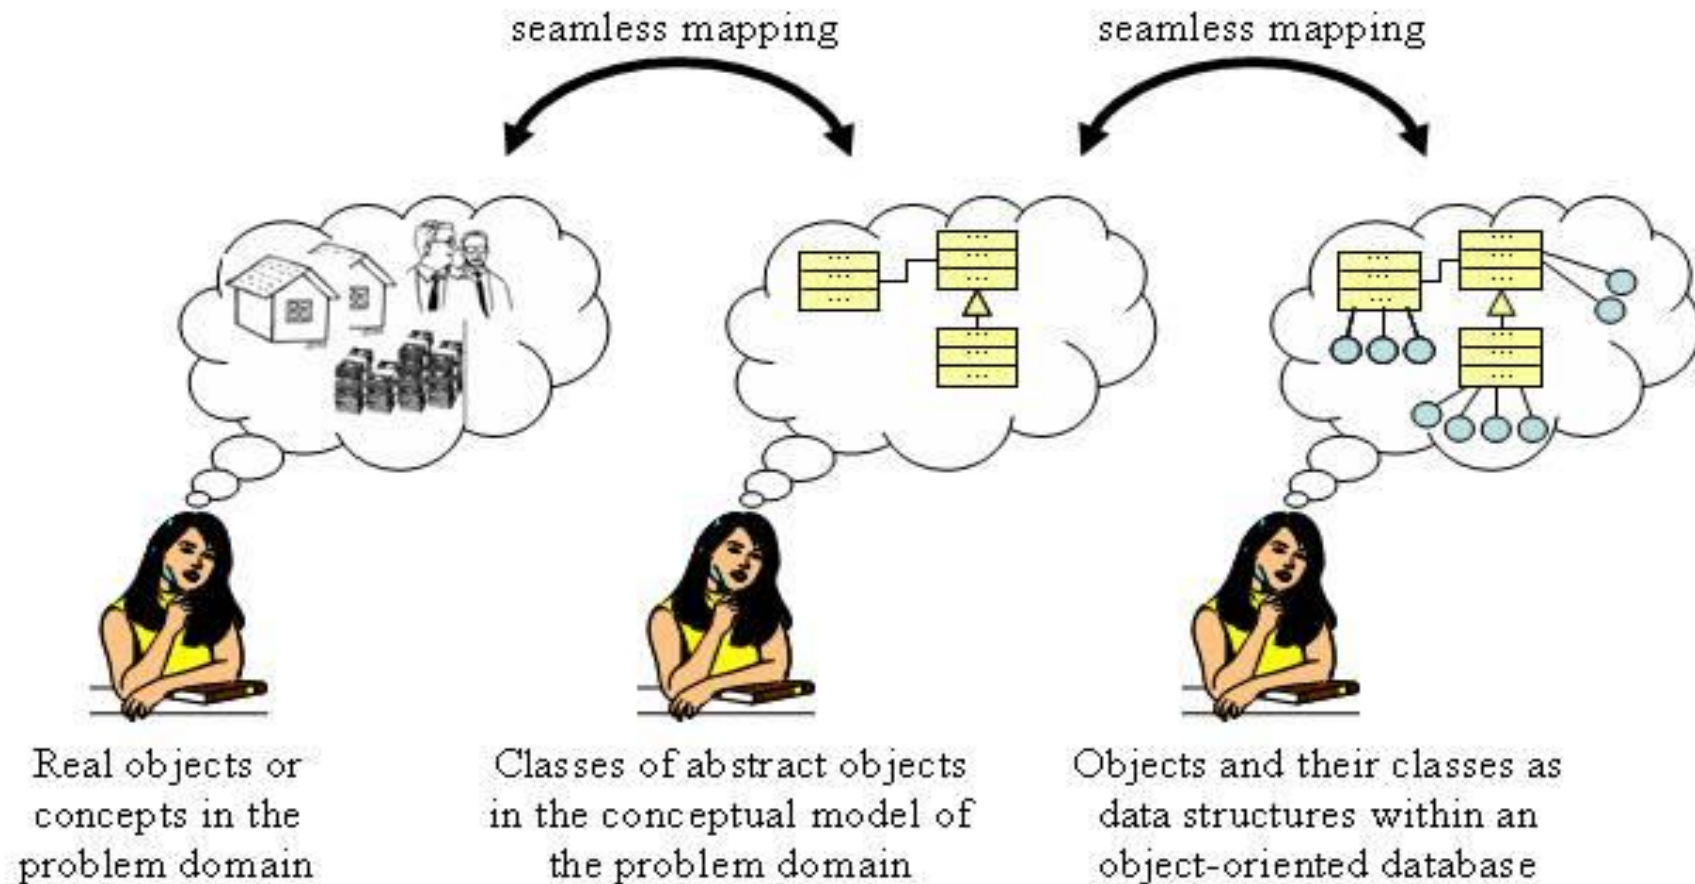 seamless mapping
seamless mapping
Real objects or
concepts in the
problem domain
Classes of abstract objects
in the conceptual model of
the problem domain
Objects and their classes as
data structures within an
object-oriented database